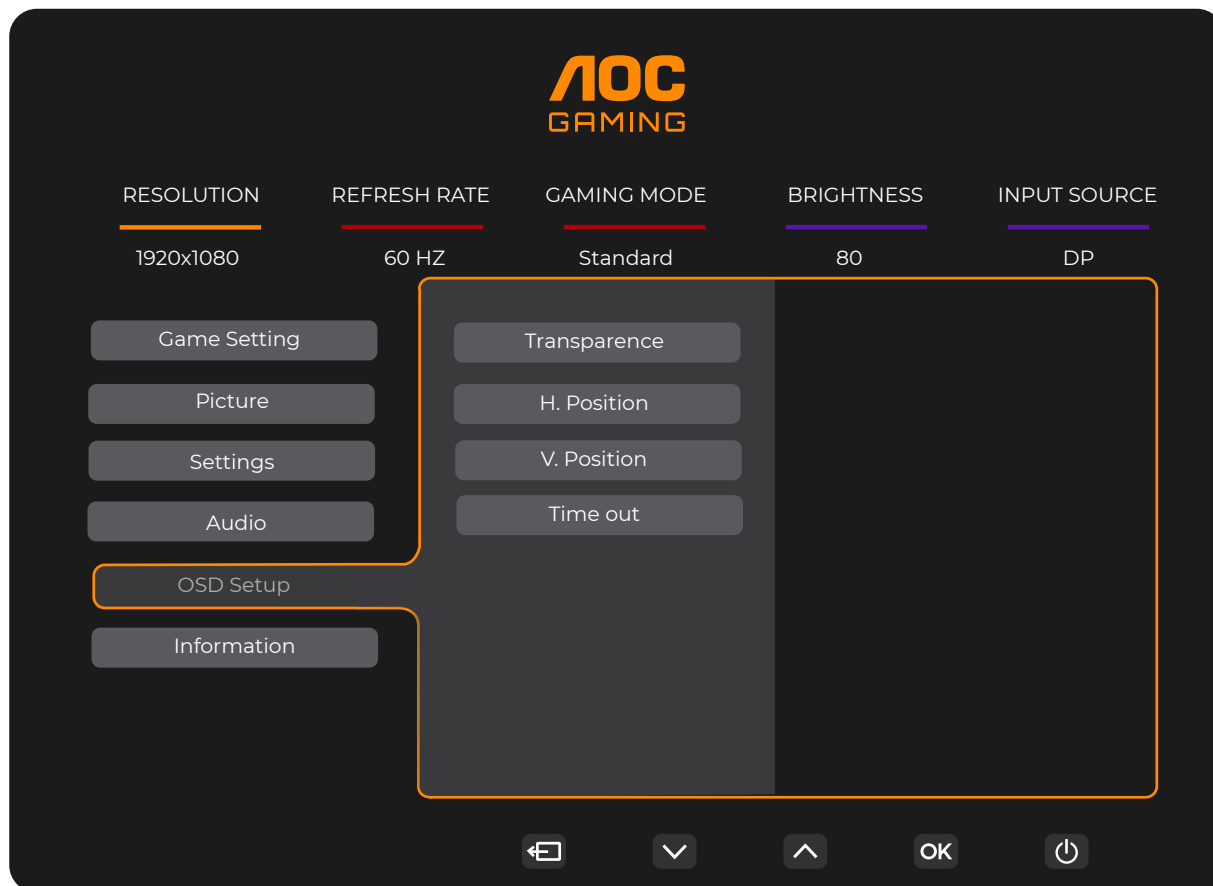 AOC
GAMING
RESOLUTION REFRESH RATE GAMING MODE BRIGHTNESS INPUT SOURCE
1920x1080 60 HZ Standard 80 DP
Game Setting
Picture
Settings
Audio
OSD Setup
Information
Transparence
H. Position
V. Position
Time out
OK